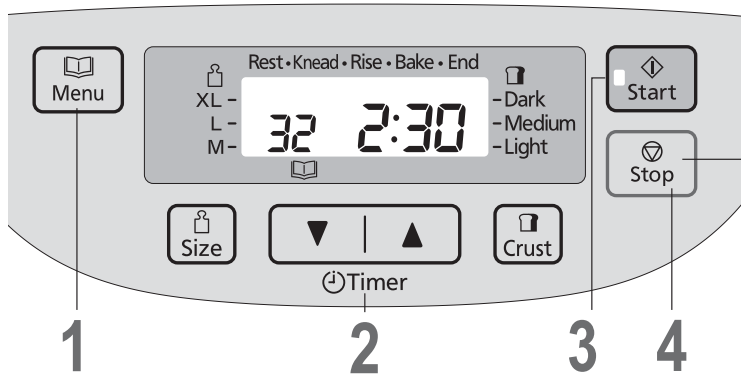 Rest • Knead • Rise • Bake • End
Menu
XL –
L –
M –
32 2:30
– Dark
– Medium
– Light
Start
Stop
Size
Timer
Crust
1
2
3
4